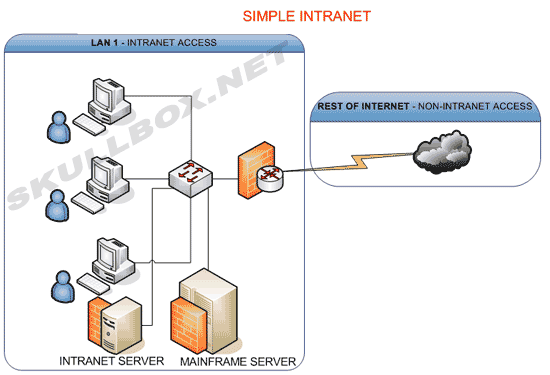 SIMPLE INTRANET
LAN 1 - INTRANET ACCESS
REST OF INTERNET - NON-INTRANET ACCESS
SKULLBOX.NET
INTRANET SERVER
MAINFRAME SERVER